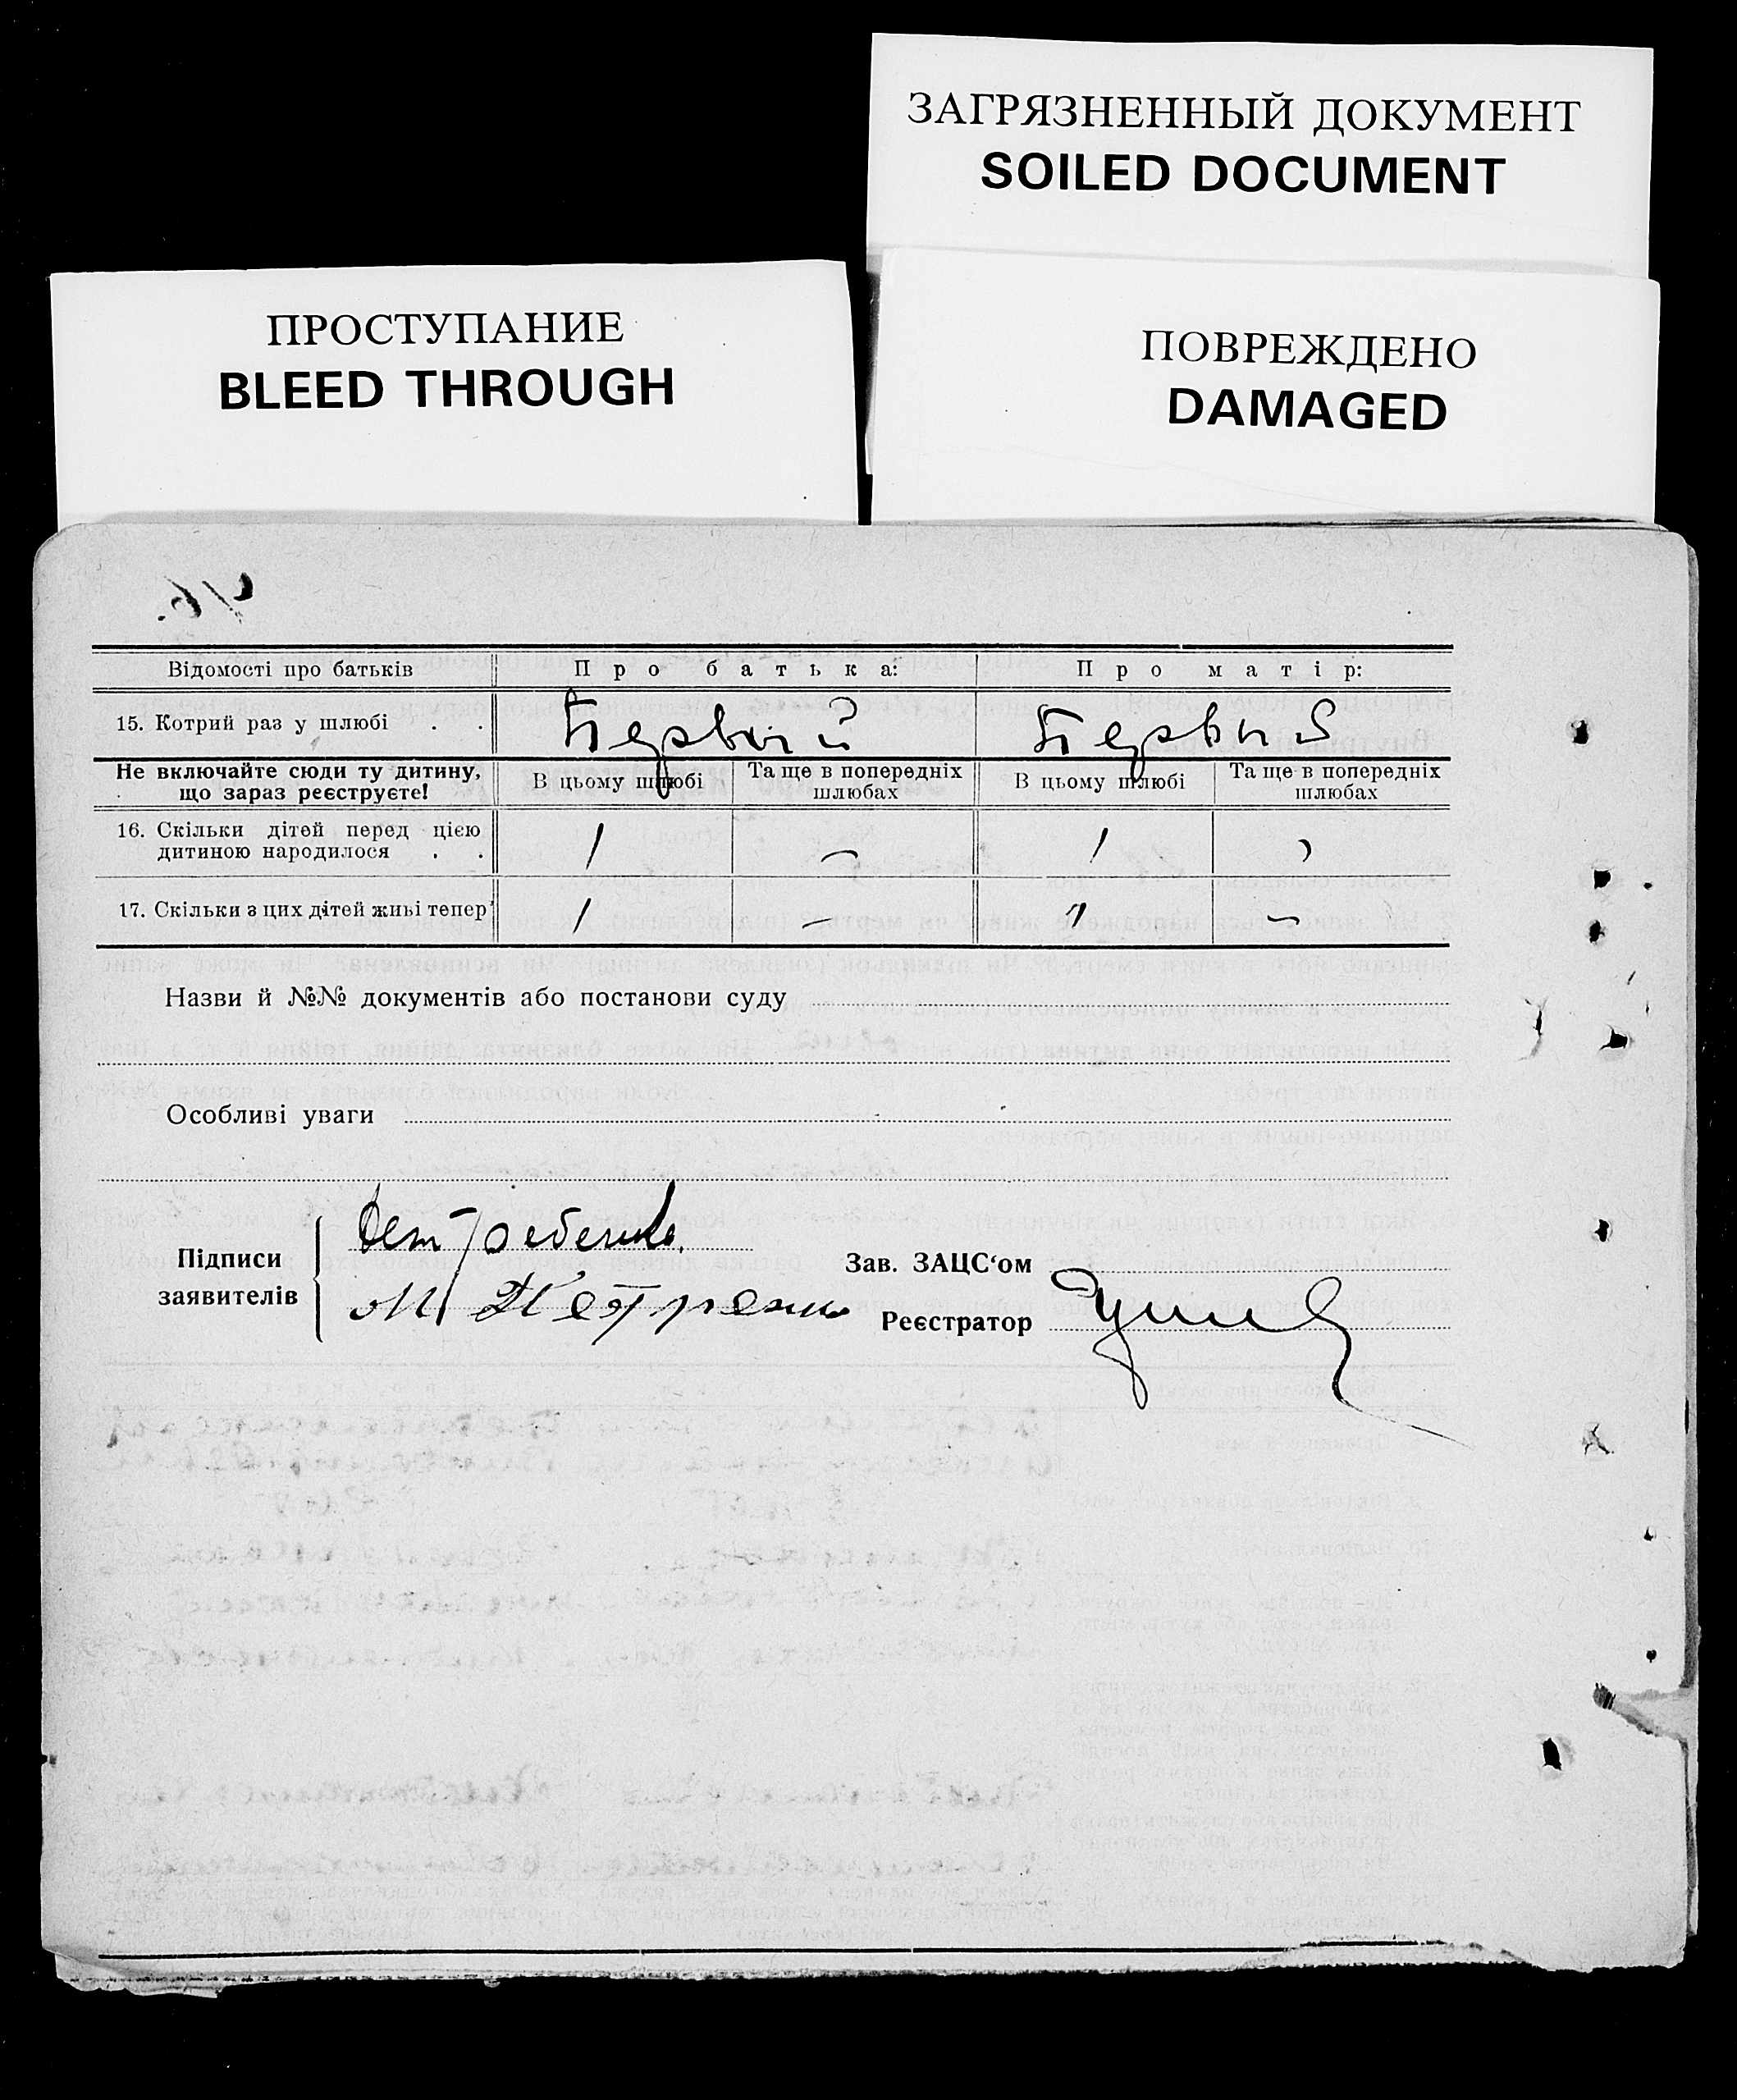 ЗАГРЯЗНЕННЫЙ ДОКУМЕНТ
SOILED DOCUMENT
ПРОСТУПАНИЕ
BLEED THROUGH
ПОВРЕЖДЕНО
DAMAGED
Відомості про батьків Про батька: Про матір:
15. Котрий раз у шлюбі . . Первый Первый
Не включайте сюди ту дитину, що зараз реєструєте! В цьому шлюбі Та ще в попередніх шлюбах В цьому шлюбі Та ще в попередніх шлюбах
16. Скільки дітей перед цією дитиною народилося . . 1 — 1
17. Скільки з цих дітей живі тепер 1 — 1 —
Назви й №№ документів або постанови суду
Особливі уваги
Підписи заявителів
М
Зав. ЗАЦС'ом
Реєстратор